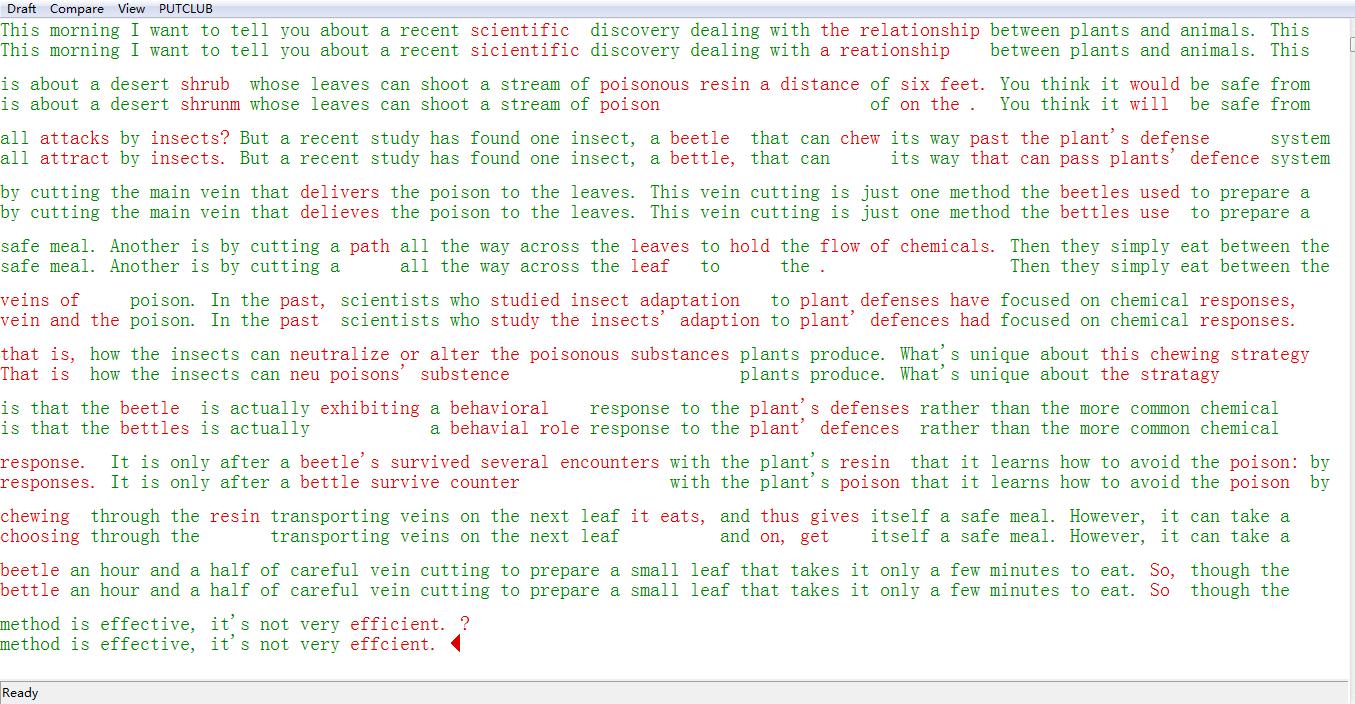 Draft Compare View PUTCLUB
This morning I want to tell you about a recent scientific discovery dealing with the relationship between plants and animals. This
This morning I want to tell you about a recent sicientific discovery dealing with a reationship between plants and animals. This
is about a desert shrub whose leaves can shoot a stream of poisonous resin a distance of six feet. You think it would be safe from
is about a desert shrunm whose leaves can shoot a stream of poison of on the . You think it will be safe from
all attacks by insects? But a recent study has found one insect, a beetle that can chew its way past the plant's defense system
all attract by insects. But a recent study has found one insect, a bettle, that can its way that can pass plants' defence system
by cutting the main vein that delivers the poison to the leaves. This vein cutting is just one method the beetles used to prepare a
by cutting the main vein that delieves the poison to the leaves. This vein cutting is just one method the bettles use to prepare a
safe meal. Another is by cutting a path all the way across the leaves to hold the flow of chemicals. Then they simply eat between the
safe meal. Another is by cutting a all the way across the leaf to the . Then they simply eat between the
veins of poison. In the past, scientists who studied insect adaptation to plant defenses have focused on chemical responses,
vein and the poison. In the past scientists who study the insects' adaption to plant' defences had focused on chemical responses.
that is, how the insects can neutralize or alter the poisonous substances plants produce. What's unique about this chewing strategy
That is how the insects can neu poisons' substence plants produce. What's unique about the stratagy
is that the beetle is actually exhibiting a behavioral response to the plant's defenses rather than the more common chemical
is that the bettles is actually a behavial role response to the plant' defences rather than the more common chemical
response. It is only after a beetle's survived several encounters with the plant's resin that it learns how to avoid the poison: by
responses. It is only after a bettle survive counter with the plant's poison that it learns how to avoid the poison by
chewing through the resin transporting veins on the next leaf it eats, and thus gives itself a safe meal. However, it can take a
choosing through the transporting veins on the next leaf and on, get itself a safe meal. However, it can take a
beetle an hour and a half of careful vein cutting to prepare a small leaf that takes it only a few minutes to eat. So, though the
bettle an hour and a half of careful vein cutting to prepare a small leaf that takes it only a few minutes to eat. So though the
method is effective, it's not very efficient. ?
method is effective, it's not very effcient.
Ready